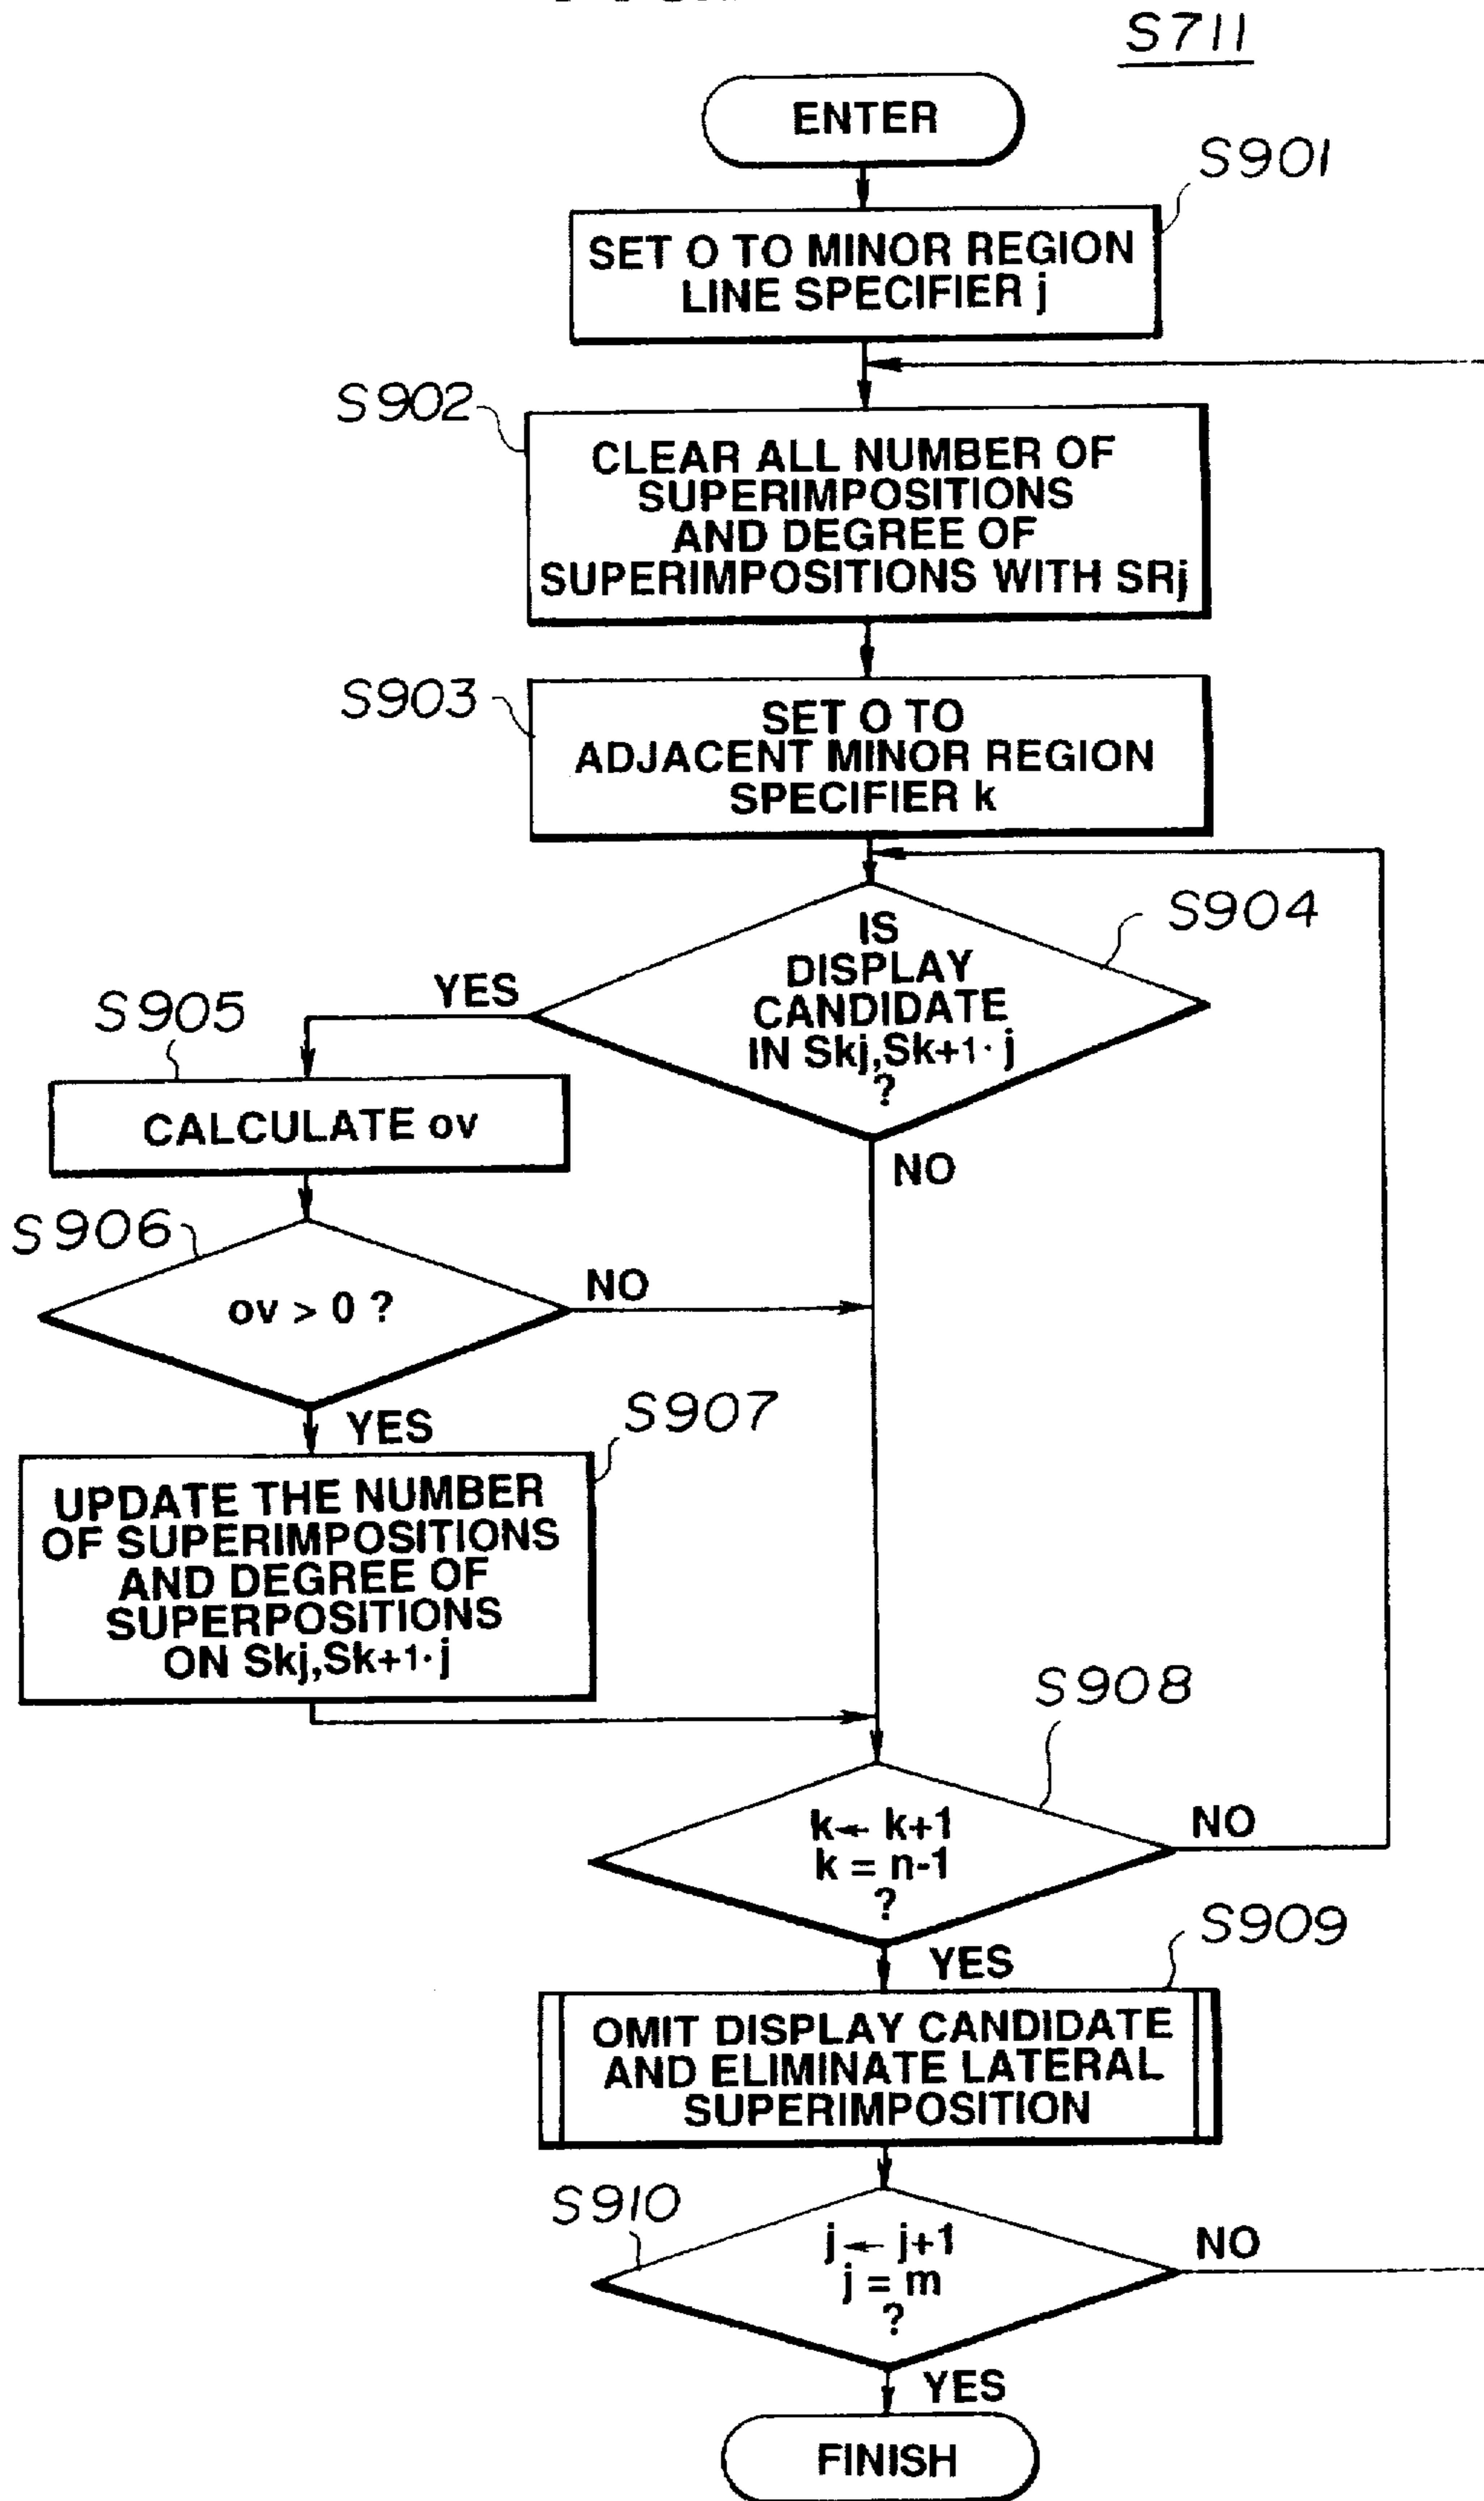 S711
ENTER
S901
SET 0 TO MINOR REGION
LINE SPECIFIER j
S902
CLEAR ALL NUMBER OF
SUPERIMPOSITIONS
AND DEGREE OF
SUPERIMPOSITIONS WITH SRj
S903
SET 0 TO
ADJACENT MINOR REGION
SPECIFIER k
S904
IS
DISPLAY
CANDIDATE
IN Skj,Sk+1·j
?
YES
NO
S905
CALCULATE ov
S906
ov > 0 ?
NO
YES
S907
UPDATE THE NUMBER
OF SUPERIMPOSITIONS
AND DEGREE OF
SUPERPOSITIONS
ON Skj,Sk+1·j
S908
k← k+1
k = n-1
?
NO
YES
S909
OMIT DISPLAY CANDIDATE
AND ELIMINATE LATERAL
SUPERIMPOSITION
S910
j← j+1
j = m
?
NO
YES
FINISH